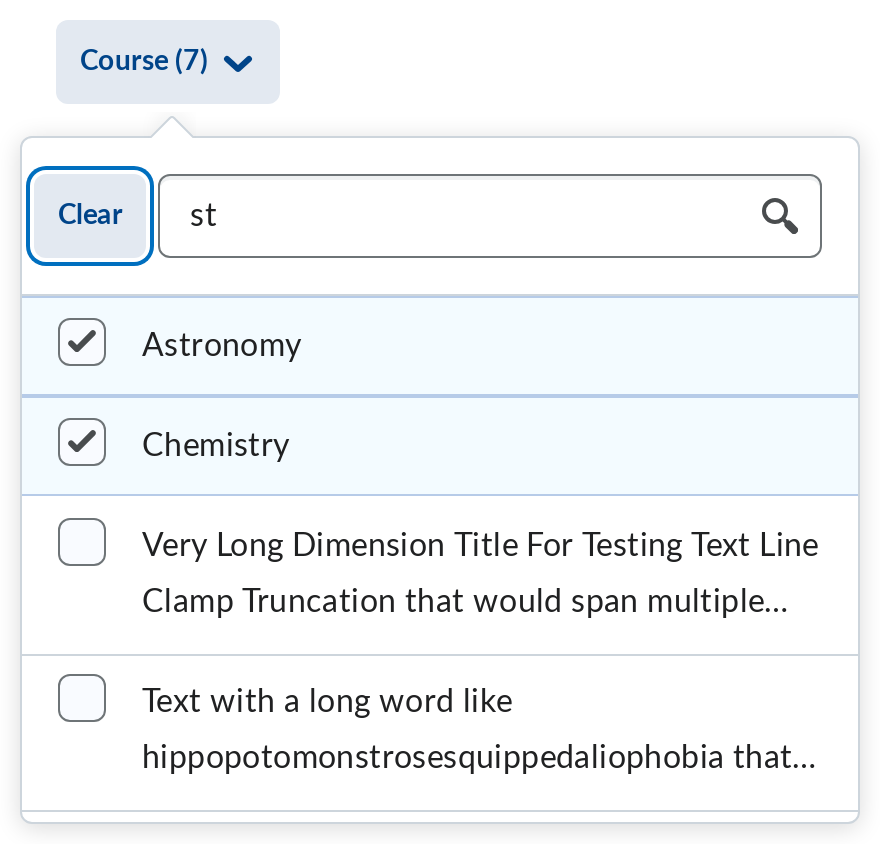 Course (7)
Clear
st
Astronomy
Chemistry
Very Long Dimension Title For Testing Text Line
Clamp Truncation that would span multiple...
Text with a long word like
hippopotomonstrosesquippedaliophobia that...